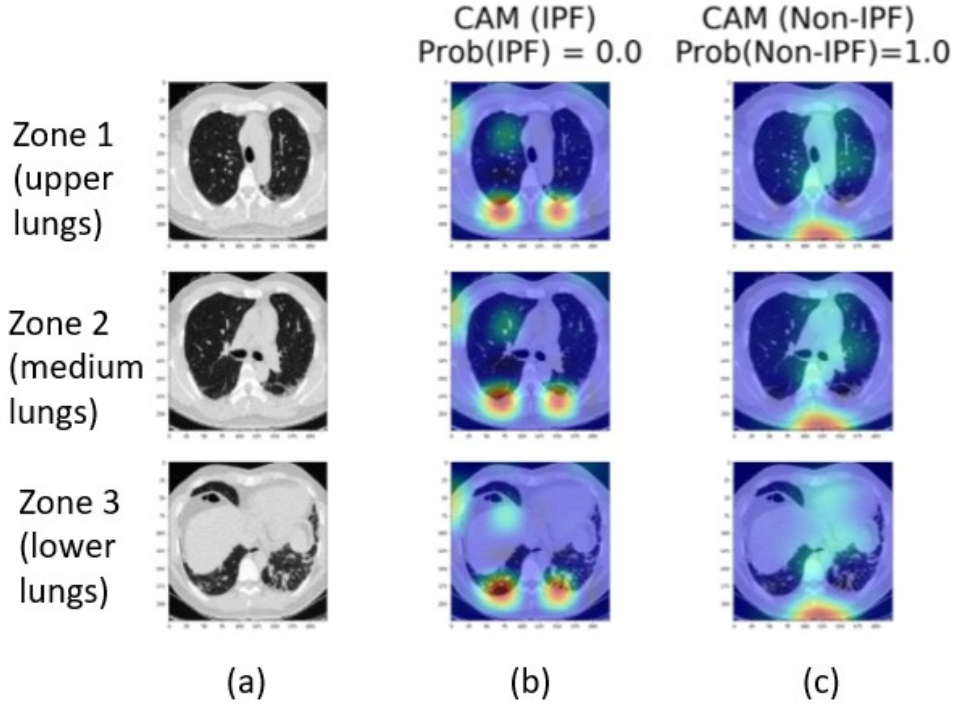 CAM (IPF)
Prob(IPF) = 0.0
CAM (Non-IPF)
Prob(Non-IPF)=1.0
Zone 1
(upper
lungs)
Zone 2
(medium
lungs)
Zone 3
(lower
lungs)
(a)
(b)
(c)